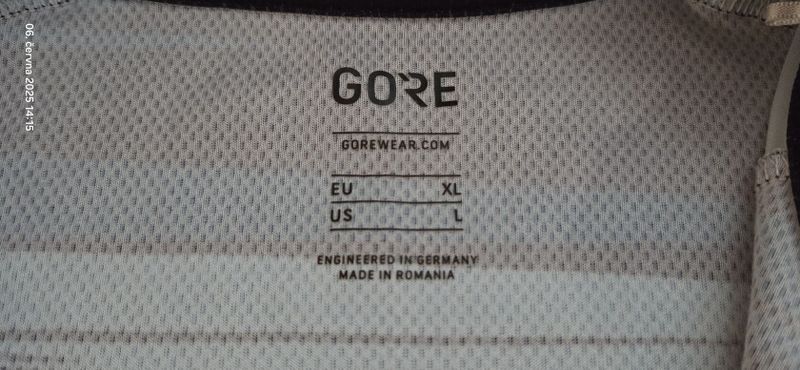 06. června 2025 14:15
GORE
GOREWEAR.COM
EU XL
US L
ENGINEERED IN GERMANY
MADE IN ROMANIA